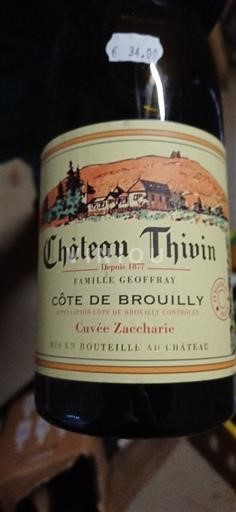 € 34.00
Château Thivin
Depuis 1877
FAMILLE GEOFFRAY
CÔTE DE BROUILLY
APPELLATION CÔTE DE BROUILLY CONTRÔLÉE
Cuvée Zaccharie
MIS EN BOUTEILLE AU CHÂTEAU